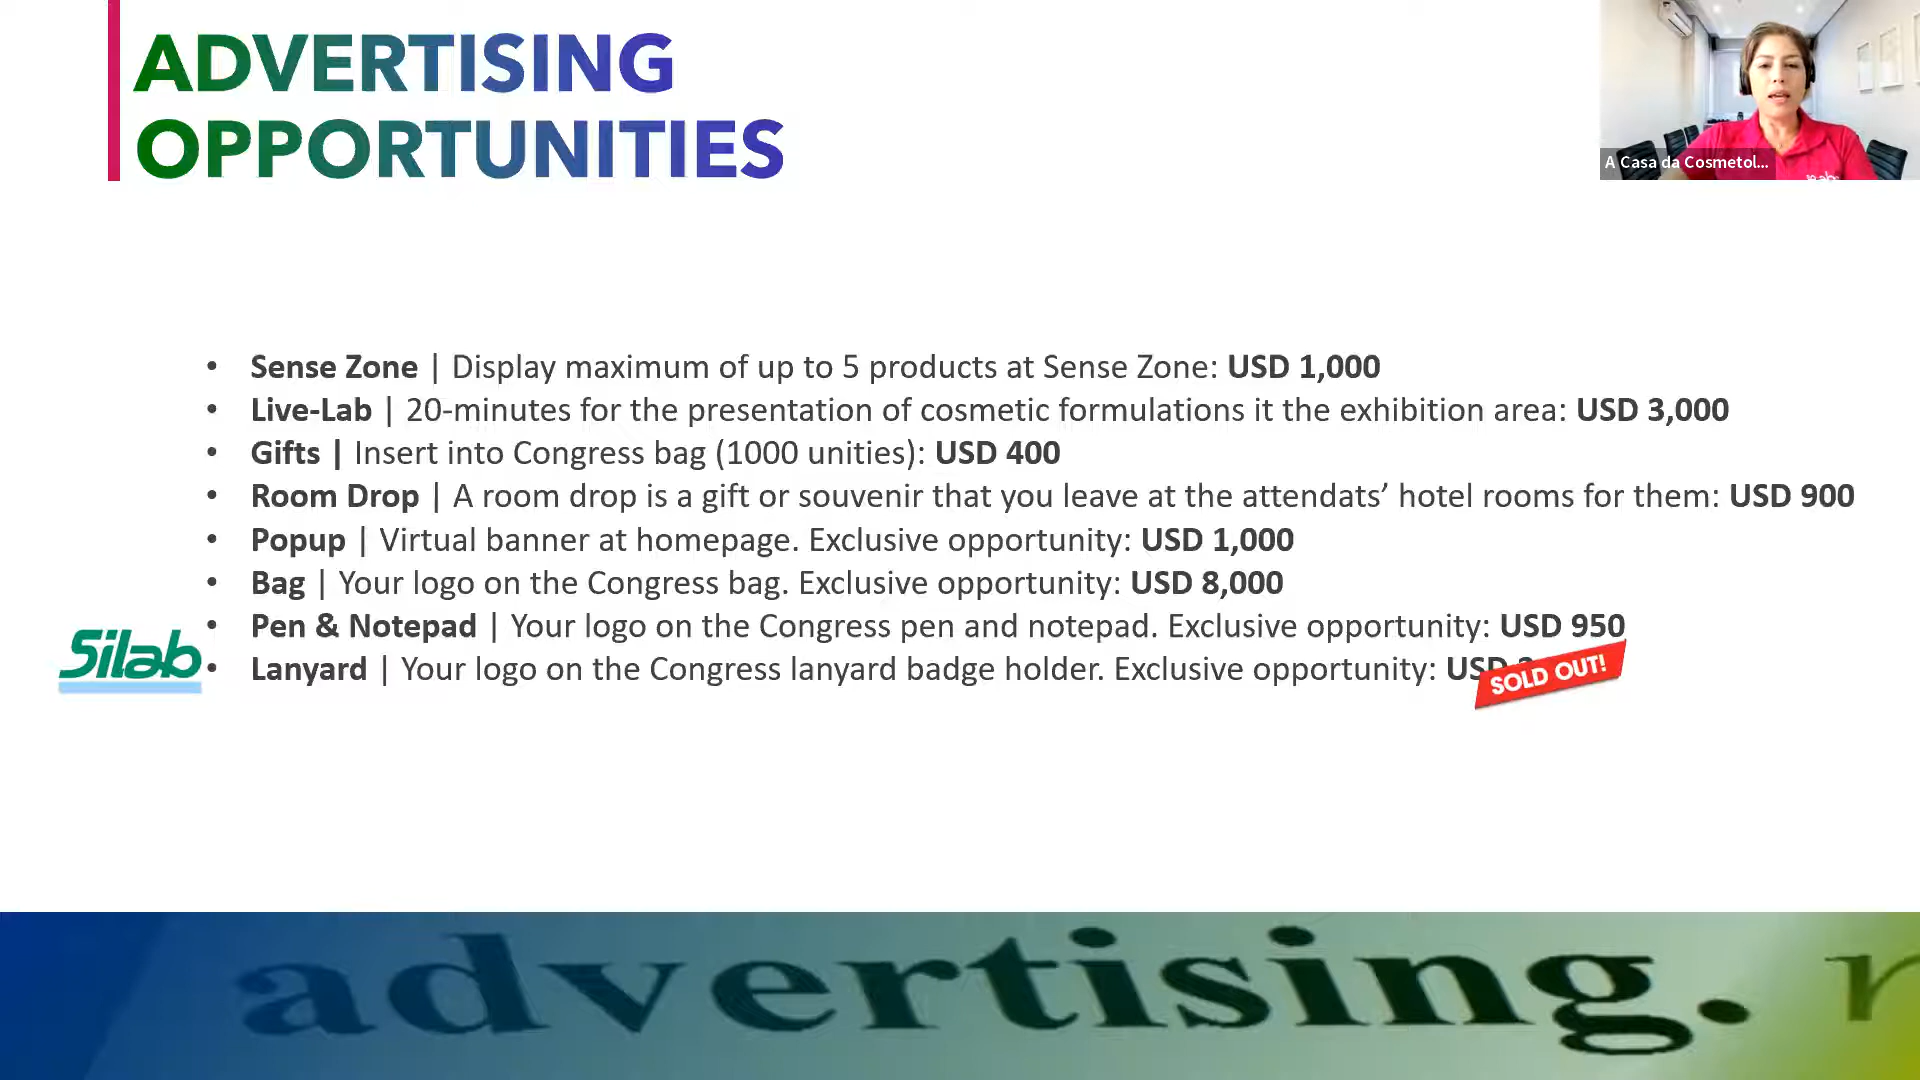 ADVERTISING
OPPORTUNITIES
A Casa da Cosmetol...
• Sense Zone | Display maximum of up to 5 products at Sense Zone: USD 1,000
• Live-Lab | 20-minutes for the presentation of cosmetic formulations it the exhibition area: USD 3,000
• Gifts | Insert into Congress bag (1000 unities): USD 400
• Room Drop | A room drop is a gift or souvenir that you leave at the attendats’ hotel rooms for them: USD 900
• Popup | Virtual banner at homepage. Exclusive opportunity: USD 1,000
• Bag | Your logo on the Congress bag. Exclusive opportunity: USD 8,000
• Pen & Notepad | Your logo on the Congress pen and notepad. Exclusive opportunity: USD 950
Silab
• Lanyard | Your logo on the Congress lanyard badge holder. Exclusive opportunity: USD
SOLD OUT!
advertising.